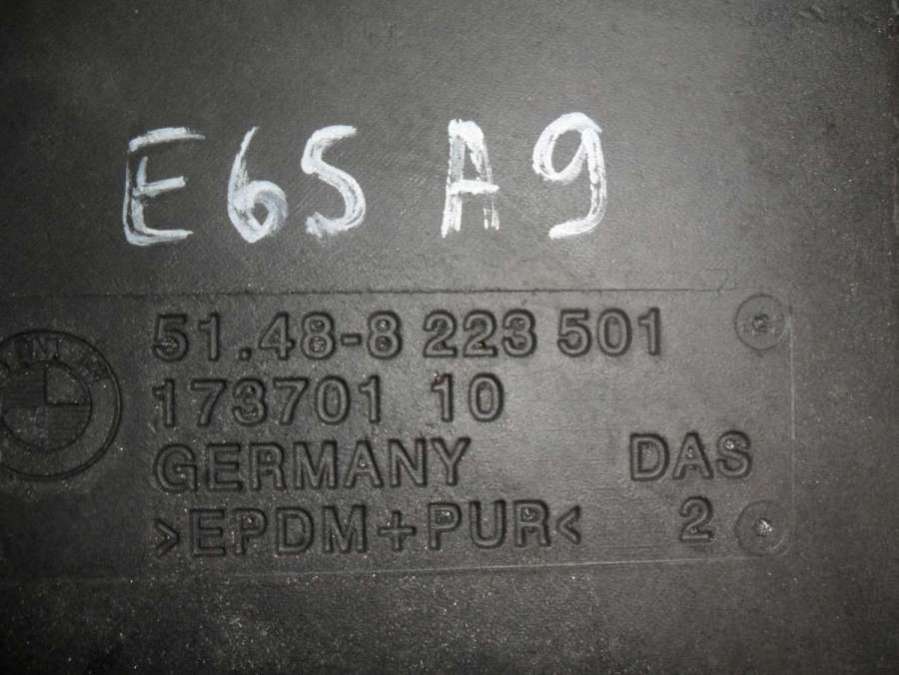 E65 A9
51.48-8 223 501
173701 10
GERMANY DAS
>EPDM+PUR< 2